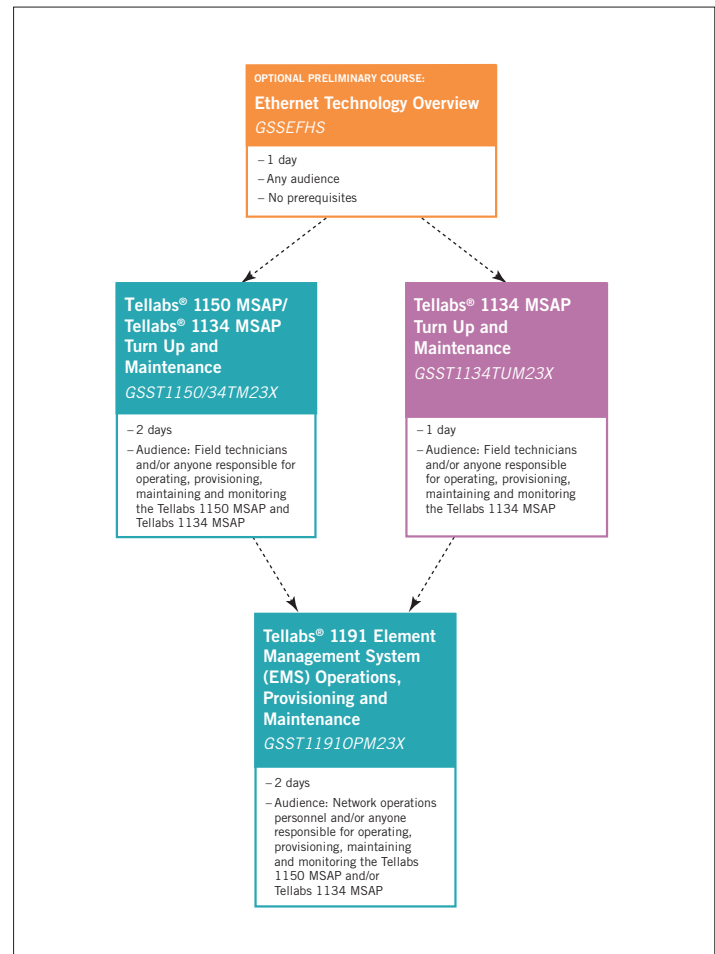 OPTIONAL PRELIMINARY COURSE:
Ethernet Technology Overview
GSSEFHS
– 1 day
– Any audience
– No prerequisites
Tellabs® 1150 MSAP/
Tellabs® 1134 MSAP
Turn Up and
Maintenance
GSST1150/34TM23X
– 2 days
– Audience: Field technicians
and/or anyone responsible for
operating, provisioning,
maintaining and monitoring
the Tellabs 1150 MSAP and
Tellabs 1134 MSAP
Tellabs® 1134 MSAP
Turn Up and
Maintenance
GSST1134TUM23X
– 1 day
– Audience: Field technicians
and/or anyone responsible
for operating, provisioning,
maintaining and monitoring
the Tellabs 1134 MSAP
Tellabs® 1191 Element
Management System
(EMS) Operations,
Provisioning and
Maintenance
GSST1191OPM23X
– 2 days
– Audience: Network operations
personnel and/or anyone
responsible for operating,
provisioning, maintaining
and monitoring the Tellabs
1150 MSAP and/or
Tellabs 1134 MSAP